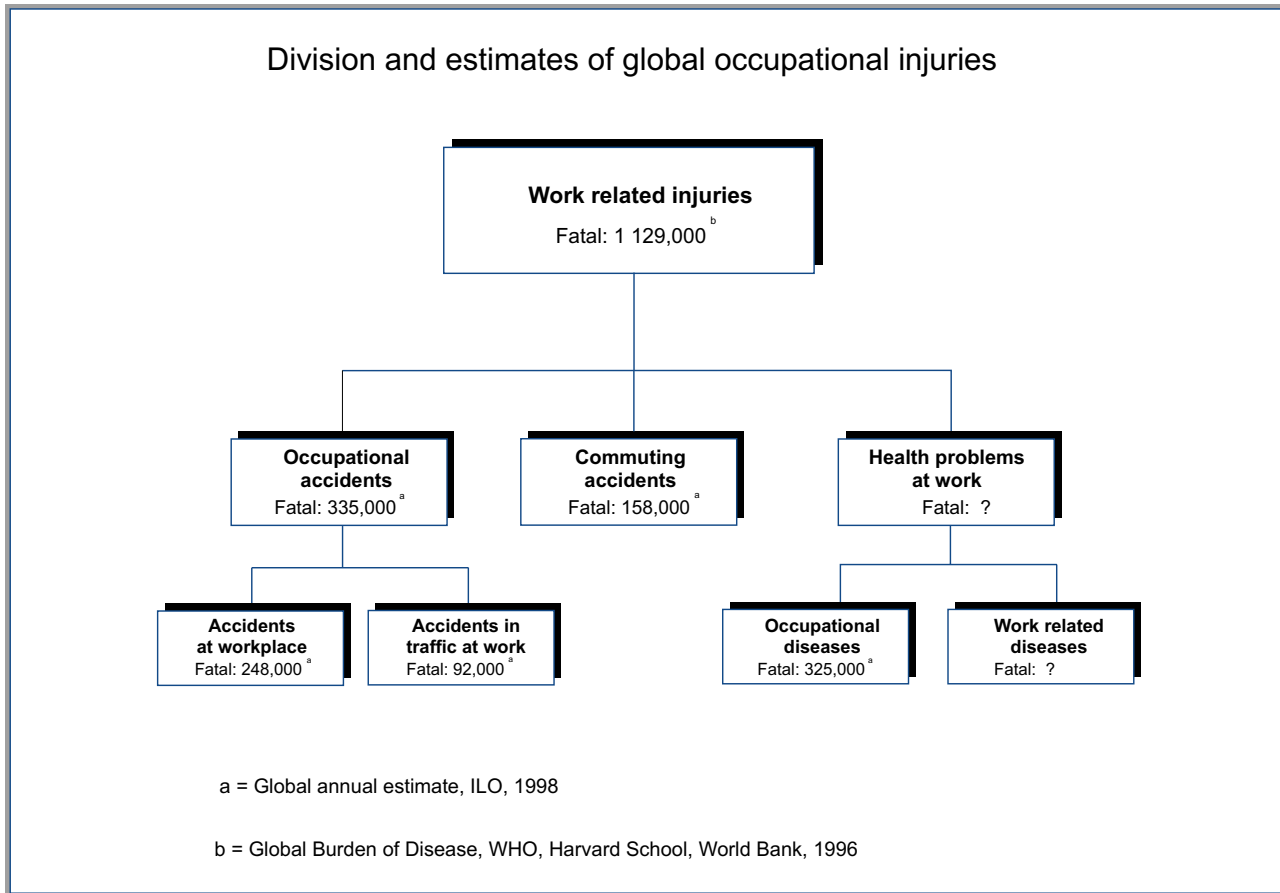 Division and estimates of global occupational injuries
Work related injuries
Fatal: 1 129,000 b
Occupational
accidents
Fatal: 335,000 a
Commuting
accidents
Fatal: 158,000 a
Health problems
at work
Fatal: ?
Accidents
at workplace
Fatal: 248,000 a
Accidents in
traffic at work
Fatal: 92,000 a
Occupational
diseases
Fatal: 325,000 a
Work related
diseases
Fatal: ?
a = Global annual estimate, ILO, 1998
b = Global Burden of Disease, WHO, Harvard School, World Bank, 1996